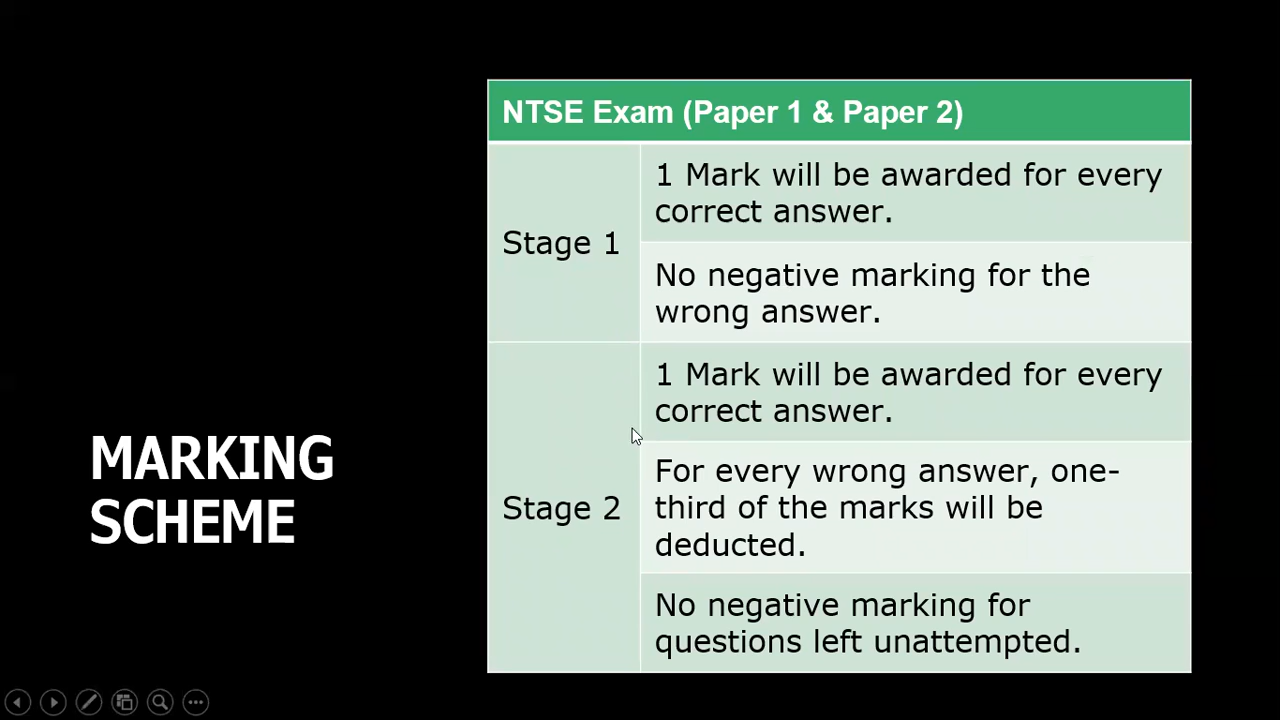 NTSE Exam (Paper 1 & Paper 2)
Stage 1
1 Mark will be awarded for every
correct answer.
No negative marking for the
wrong answer.
Stage 2
1 Mark will be awarded for every
correct answer.
For every wrong answer, one-
third of the marks will be
deducted.
No negative marking for
questions left unattempted.
MARKING
SCHEME